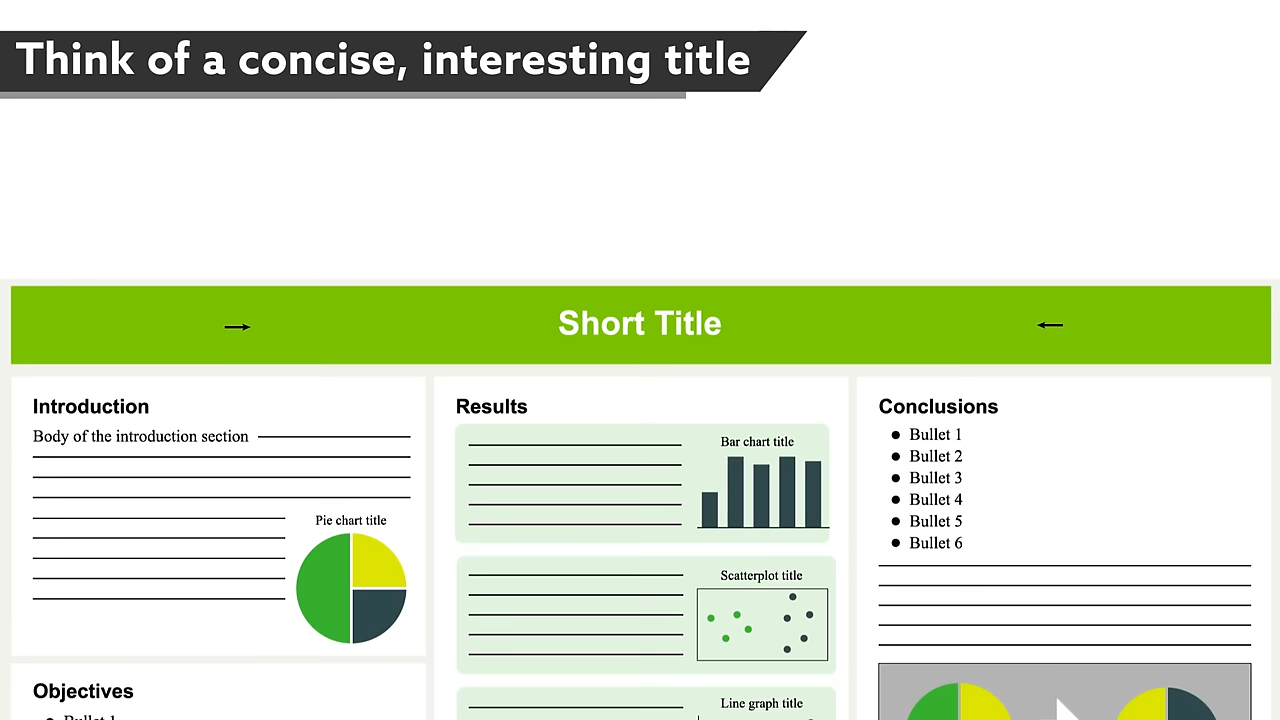 Think of a concise, interesting title
Short Title
Introduction
Body of the introduction section
Pie chart title
Objectives
Bullet 1
Results
Bar chart title
Scatterplot title
Line graph title
Conclusions
Bullet 1
Bullet 2
Bullet 3
Bullet 4
Bullet 5
Bullet 6